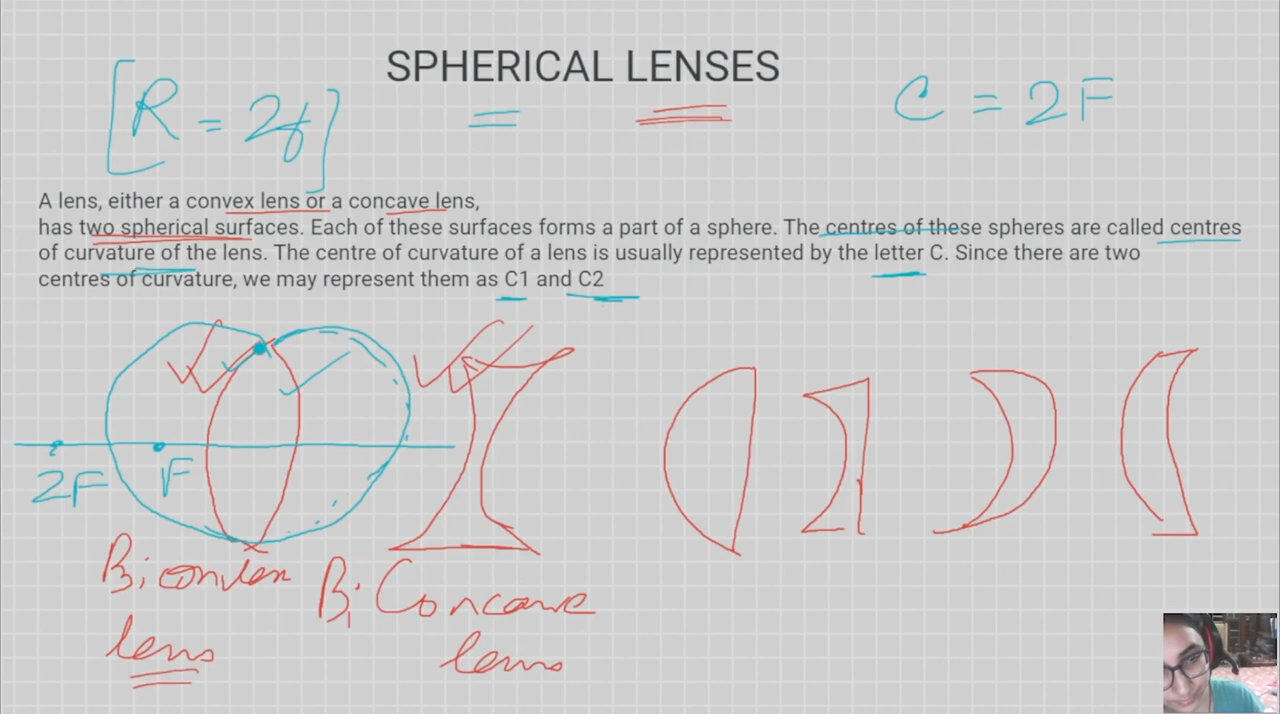 SPHERICAL LENSES
[R = 2f]
=
C = 2F
A lens, either a convex lens or a concave lens,
has two spherical surfaces. Each of these surfaces forms a part of a sphere. The centres of these spheres are called centres
of curvature of the lens. The centre of curvature of a lens is usually represented by the letter C. Since there are two
centres of curvature, we may represent them as C1 and C2
2F F
Biconvex
lens
Bi Concave
lens